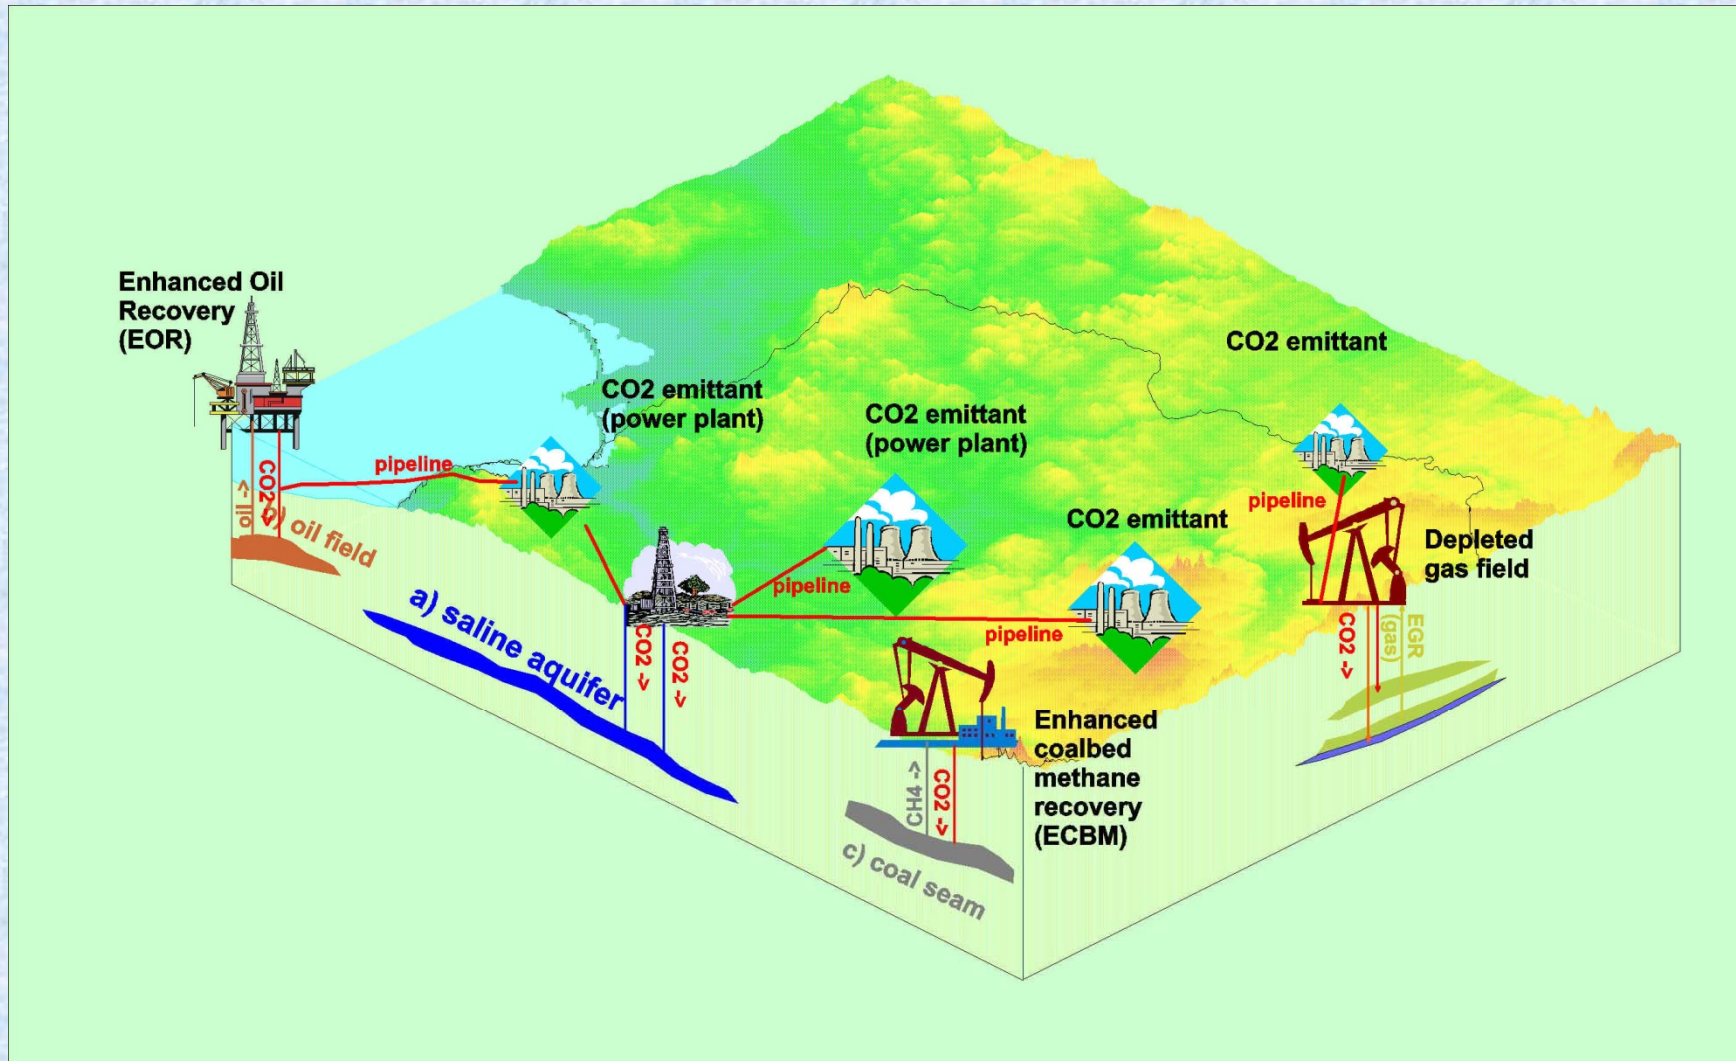 Enhanced Oil
Recovery
(EOR)
CO2 emittant
(power plant)
CO2 emittant
(power plant)
CO2 emittant
CO2 emittant
pipeline
pipeline
pipeline
pipeline
Depleted
gas field
oil ->
CO2 ->
b) oil field
a) saline aquifer
CO2 ->
CO2 ->
CH4 ->
CO2 ->
c) coal seam
Enhanced
coalbed
methane
recovery
(ECBM)
CO2 ->
EGR
(gas)